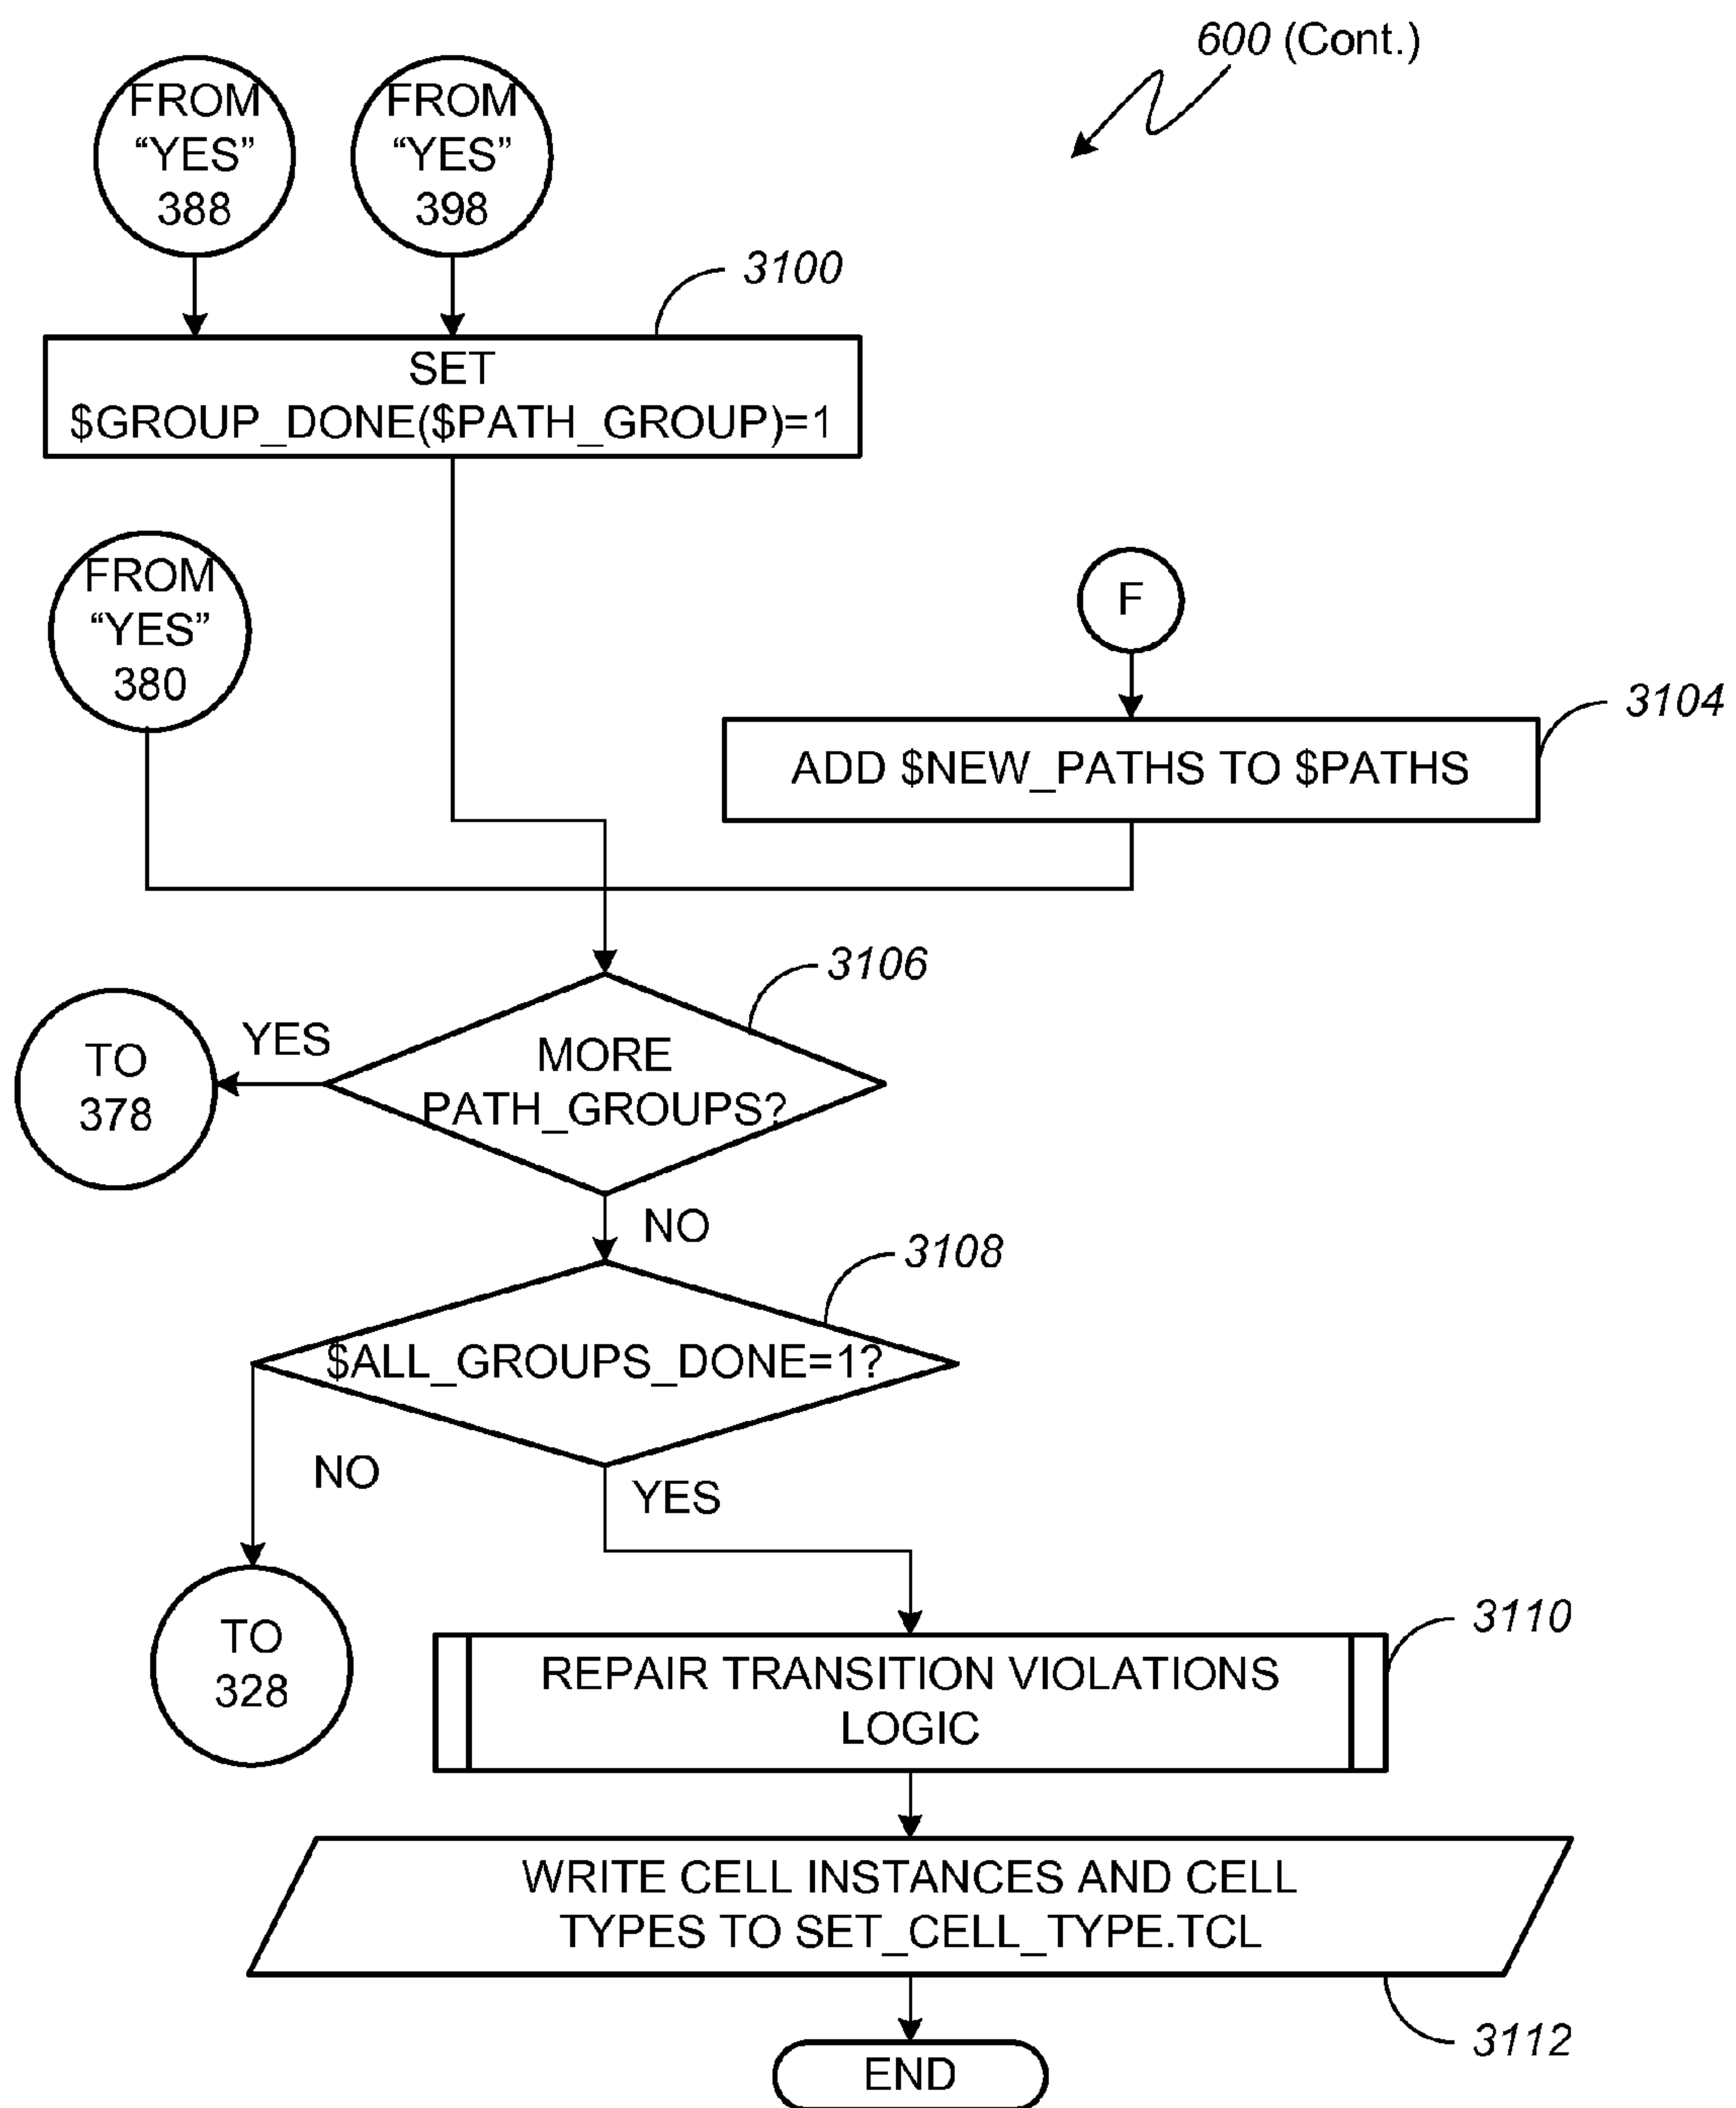 600 (Cont.)
FROM
“YES”
388
FROM
“YES”
398
3100
SET
$GROUP_DONE($PATH_GROUP)=1
FROM
“YES”
380
F
3104
ADD $NEW_PATHS TO $PATHS
3106
MORE
PATH_GROUPS?
YES
TO
378
NO
3108
$ALL_GROUPS_DONE=1?
NO
YES
TO
328
3110
REPAIR TRANSITION VIOLATIONS
LOGIC
WRITE CELL INSTANCES AND CELL
TYPES TO SET_CELL_TYPE.TCL
3112
END